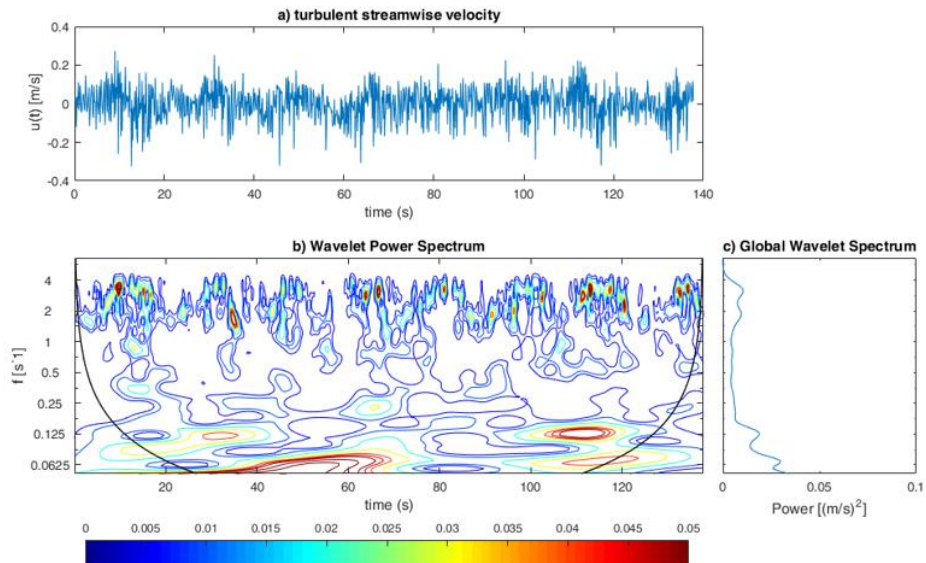 a) turbulent streamwise velocity
0.4
0.2
0
-0.2
-0.4
u(t) [m/s]
0 20 40 60 80 100 120 140
time (s)
b) Wavelet Power Spectrum
4
2
1
0.5
0.25
0.125
0.0625
f [s^-1]
20 40 60 80 100 120
time (s)
c) Global Wavelet Spectrum
0 0.05 0.1
Power [(m/s)²]
0 0.005 0.01 0.015 0.02 0.025 0.03 0.035 0.04 0.045 0.05